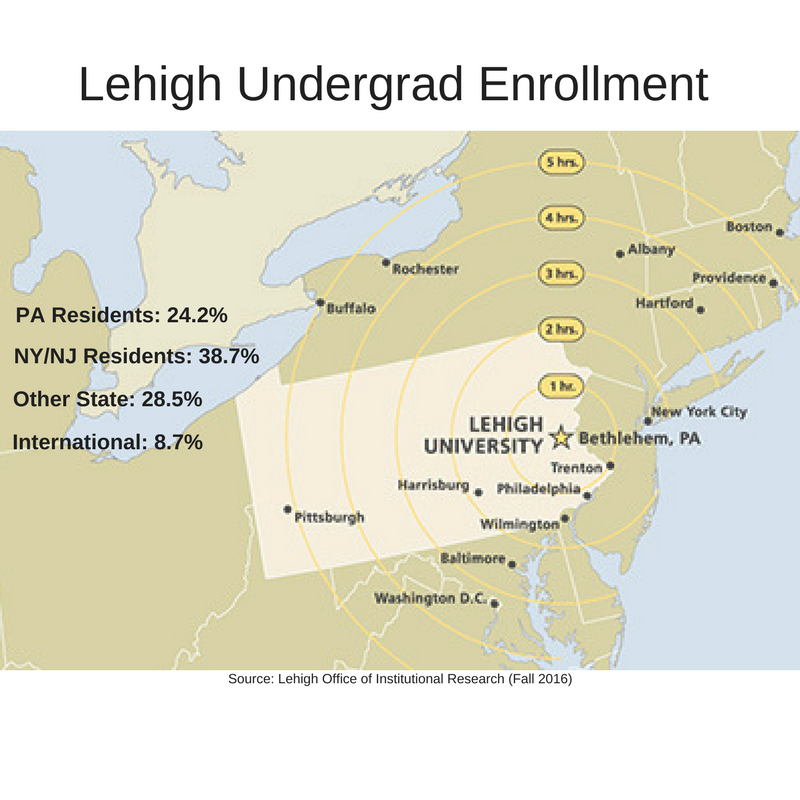 Lehigh Undergrad Enrollment
5 hrs.
4 hrs.
Boston
Albany
Rochester
3 hrs.
Providence
Hartford
Buffalo
PA Residents: 24.2%
2 hrs.
NY/NJ Residents: 38.7%
1 hr.
Other State: 28.5%
New York City
LEHIGH
UNIVERSITY
Bethlehem, PA
International: 8.7%
Trenton
Harrisburg
Philadelphia
Pittsburgh
Wilmington
Baltimore
Washington D.C.
Source: Lehigh Office of Institutional Research (Fall 2016)